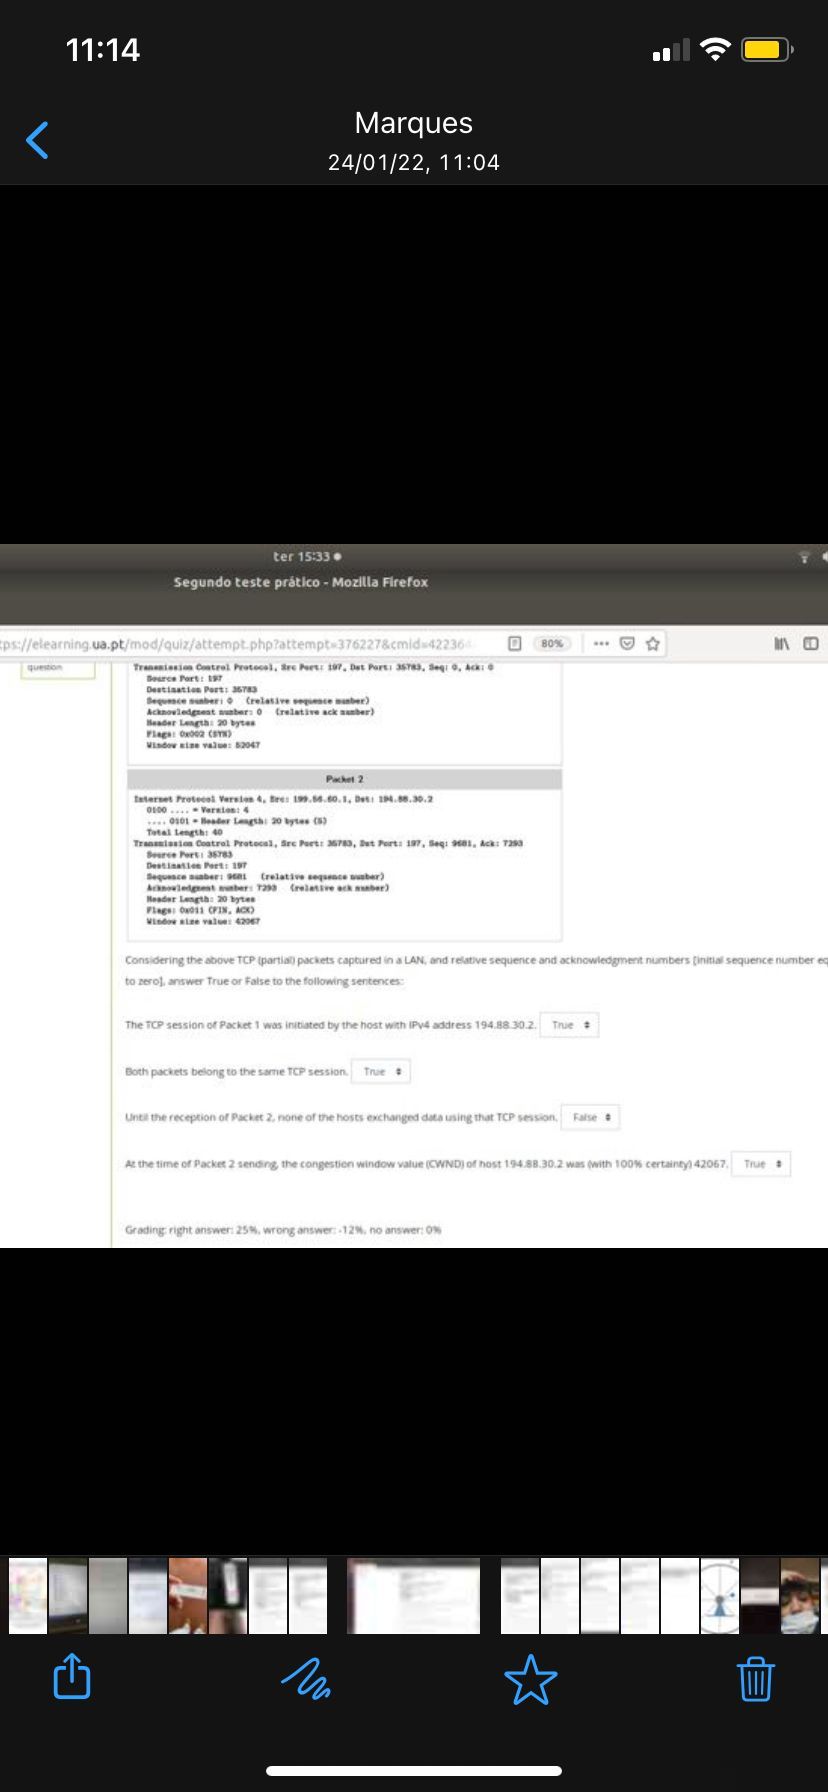 11:14
Marques
24/01/22, 11:04
ter 15:33
Segundo teste prático - Mozilla Firefox
tps://elearning.ua.pt/mod/quiz/attempt.php?attempt=376227&cmid=42236
80%
question
Transmission Control Protocol, Src Port: 197, Dst Port: 35783, Seq: 0, Ack: 0
Source Port: 197
Destination Port: 35783
Sequence number: 0 (relative sequence number)
Acknowledgment number: 0 (relative ack number)
Header Length: 20 bytes
Flags: 0x002 (SYN)
Window size value: 52067
Packet 2
Internet Protocol Version 4, Src: 199.56.60.1, Dst: 194.88.30.2
0100 .... = Version: 4
.... 0101 = Header Length: 20 bytes (5)
Total Length: 40
Transmission Control Protocol, Src Port: 35783, Dst Port: 197, Seq: 9681, Ack: 7293
Source Port: 35783
Destination Port: 197
Sequence number: 9681 (relative sequence number)
Acknowledgment number: 7293 (relative ack number)
Header Length: 20 bytes
Flags: 0x011 (FIN, ACK)
Window size value: 42067
Considering the above TCP (partial) packets captured in a LAN, and relative sequence and acknowledgment numbers [initial sequence number eq
to zero], answer True or False to the following sentences:
The TCP session of Packet 1 was initiated by the host with IPv4 address 194.88.30.2. True
Both packets belong to the same TCP session. True
Until the reception of Packet 2, none of the hosts exchanged data using that TCP session. False
At the time of Packet 2 sending, the congestion window value (CWND) of host 194.88.30.2 was (with 100% certainty) 42067. True
Grading: right answer: 25%, wrong answer: -12%, no answer: 0%